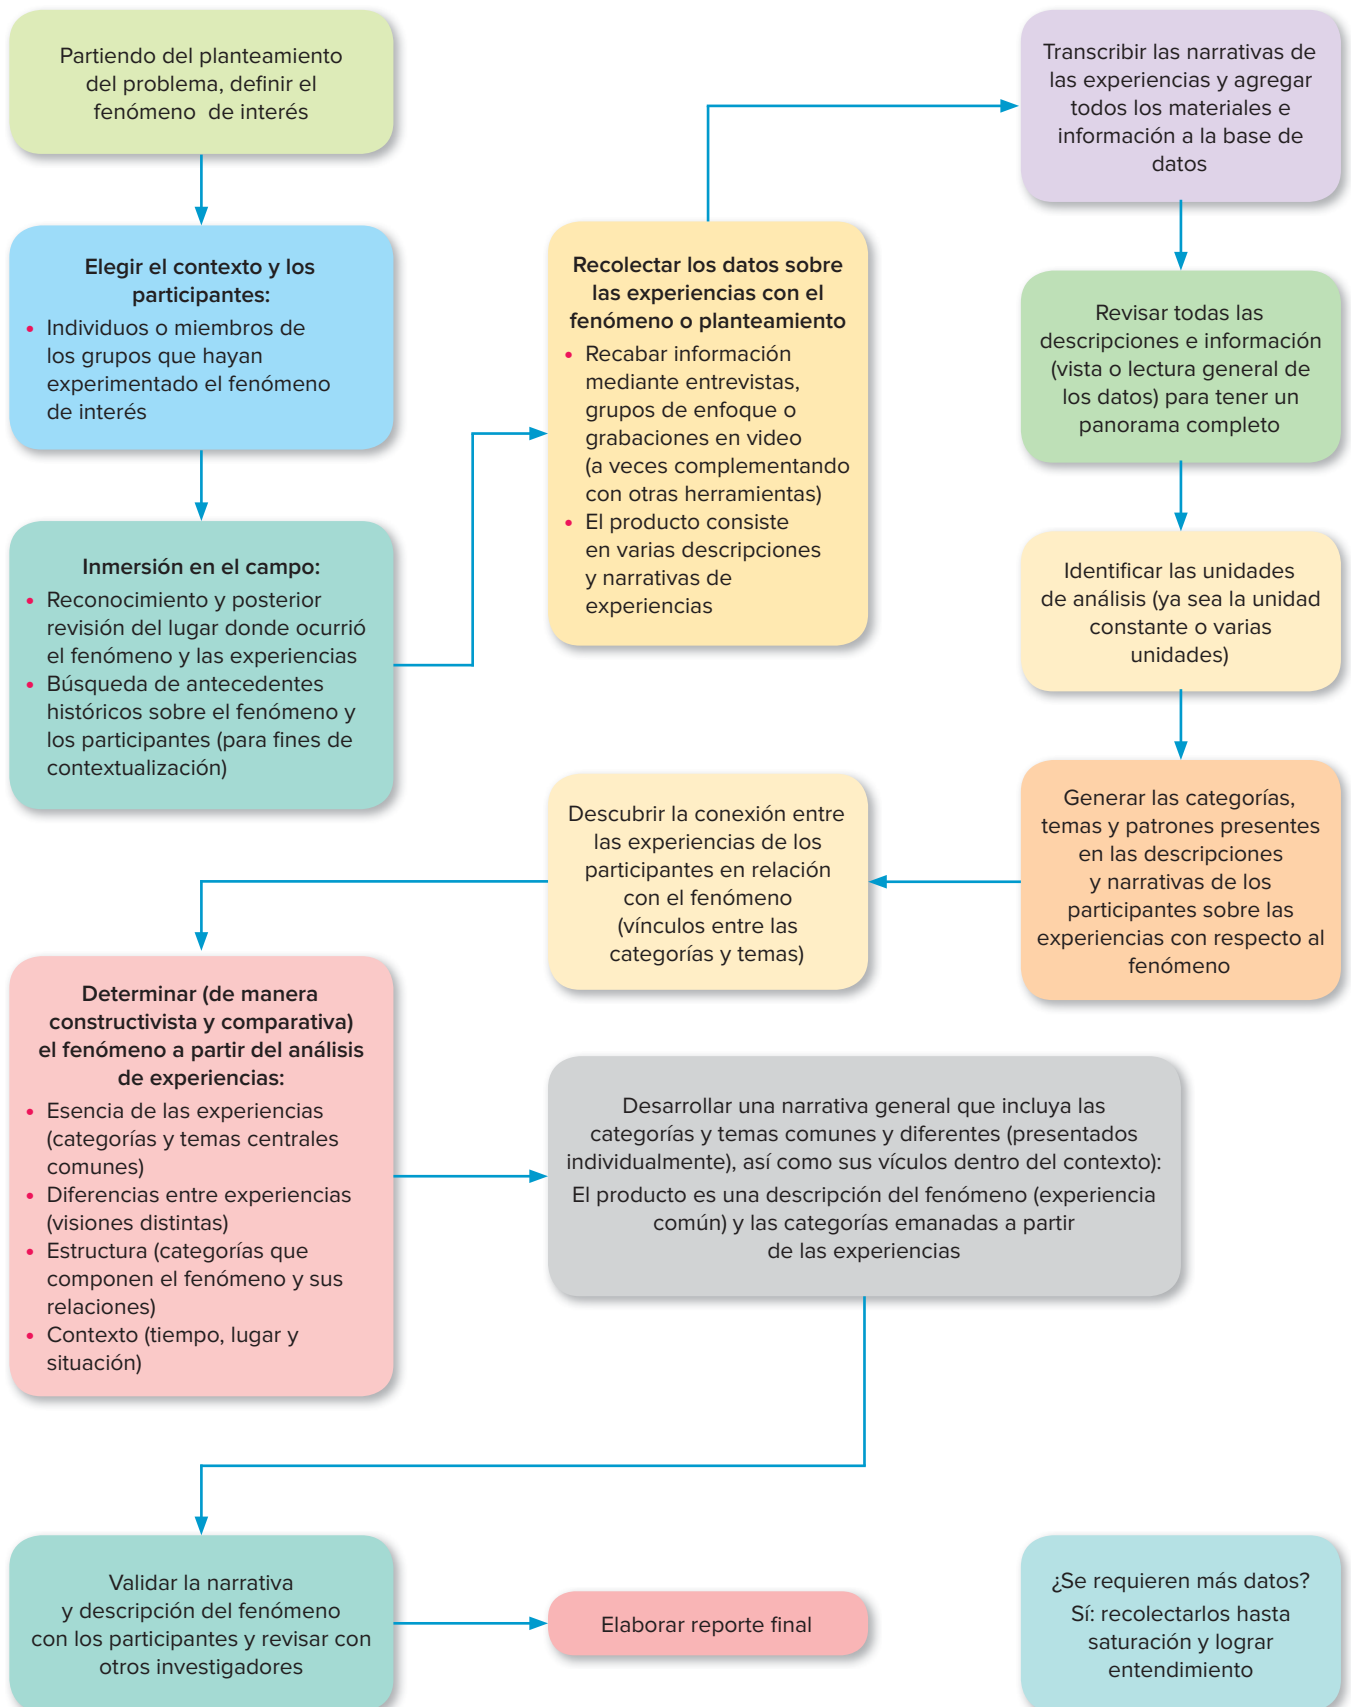 Partiendo del planteamiento
del problema, definir el
fenómeno de interés
Elegir el contexto y los
participantes:
• Individuos o miembros de
los grupos que hayan
experimentado el fenómeno
de interés
Inmersión en el campo:
• Reconocimiento y posterior
revisión del lugar donde ocurrió
el fenómeno y las experiencias
• Búsqueda de antecedentes
históricos sobre el fenómeno y
los participantes (para fines de
contextualización)
Recolectar los datos sobre
las experiencias con el
fenómeno o planteamiento
• Recabar información
mediante entrevistas,
grupos de enfoque o
grabaciones en video
(a veces complementando
con otras herramientas)
• El producto consiste
en varias descripciones
y narrativas de
experiencias
Transcribir las narrativas de
las experiencias y agregar
todos los materiales e
información a la base de
datos
Revisar todas las
descripciones e información
(vista o lectura general de
los datos) para tener un
panorama completo
Identificar las unidades
de análisis (ya sea la unidad
constante o varias
unidades)
Generar las categorías,
temas y patrones presentes
en las descripciones
y narrativas de los
participantes sobre las
experiencias con respecto al
fenómeno
Descubrir la conexión entre
las experiencias de los
participantes en relación
con el fenómeno
(vínculos entre las
categorías y temas)
Determinar (de manera
constructivista y comparativa)
el fenómeno a partir del análisis
de experiencias:
• Esencia de las experiencias
(categorías y temas centrales
comunes)
• Diferencias entre experiencias
(visiones distintas)
• Estructura (categorías que
componen el fenómeno y sus
relaciones)
• Contexto (tiempo, lugar y
situación)
Desarrollar una narrativa general que incluya las
categorías y temas comunes y diferentes (presentados
individualmente), así como sus vículos dentro del contexto):
El producto es una descripción del fenómeno (experiencia
común) y las categorías emanadas a partir
de las experiencias
Validar la narrativa
y descripción del fenómeno
con los participantes y revisar con
otros investigadores
Elaborar reporte final
¿Se requieren más datos?
Sí: recolectarlos hasta
saturación y lograr
entendimiento